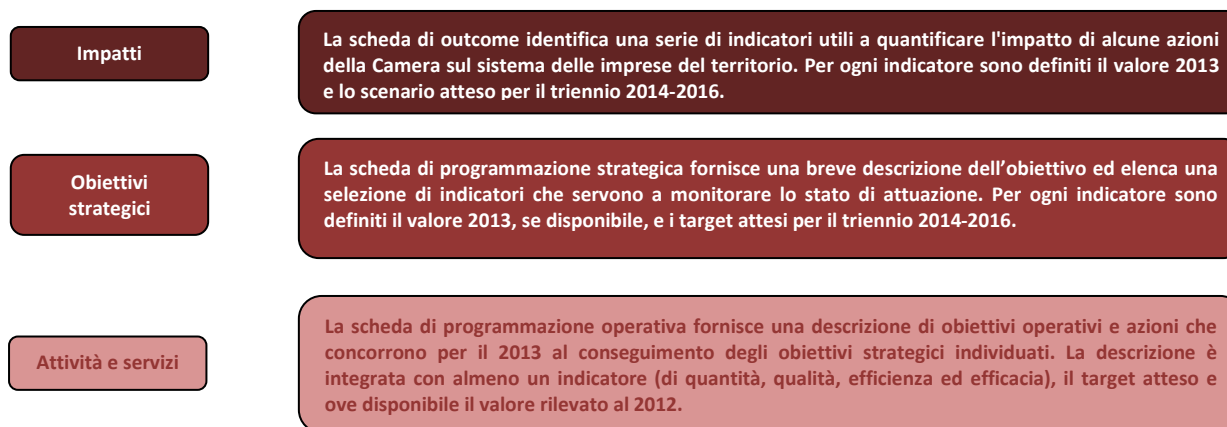 Impatti
La scheda di outcome identifica una serie di indicatori utili a quantificare l'impatto di alcune azioni
della Camera sul sistema delle imprese del territorio. Per ogni indicatore sono definiti il valore 2013
e lo scenario atteso per il triennio 2014-2016.
Obiettivi
strategici
La scheda di programmazione strategica fornisce una breve descrizione dell’obiettivo ed elenca una
selezione di indicatori che servono a monitorare lo stato di attuazione. Per ogni indicatore sono
definiti il valore 2013, se disponibile, e i target attesi per il triennio 2014-2016.
Attività e servizi
La scheda di programmazione operativa fornisce una descrizione di obiettivi operativi e azioni che
concorrono per il 2013 al conseguimento degli obiettivi strategici individuati. La descrizione è
integrata con almeno un indicatore (di quantità, qualità, efficienza ed efficacia), il target atteso e
ove disponibile il valore rilevato al 2012.